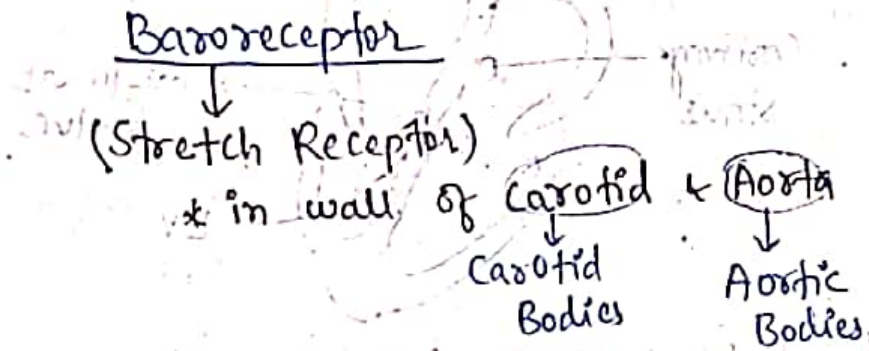 Baroreceptor
(Stretch Receptor)
* in wall of Carotid & Aorta
Carotid Bodies
Aortic Bodies